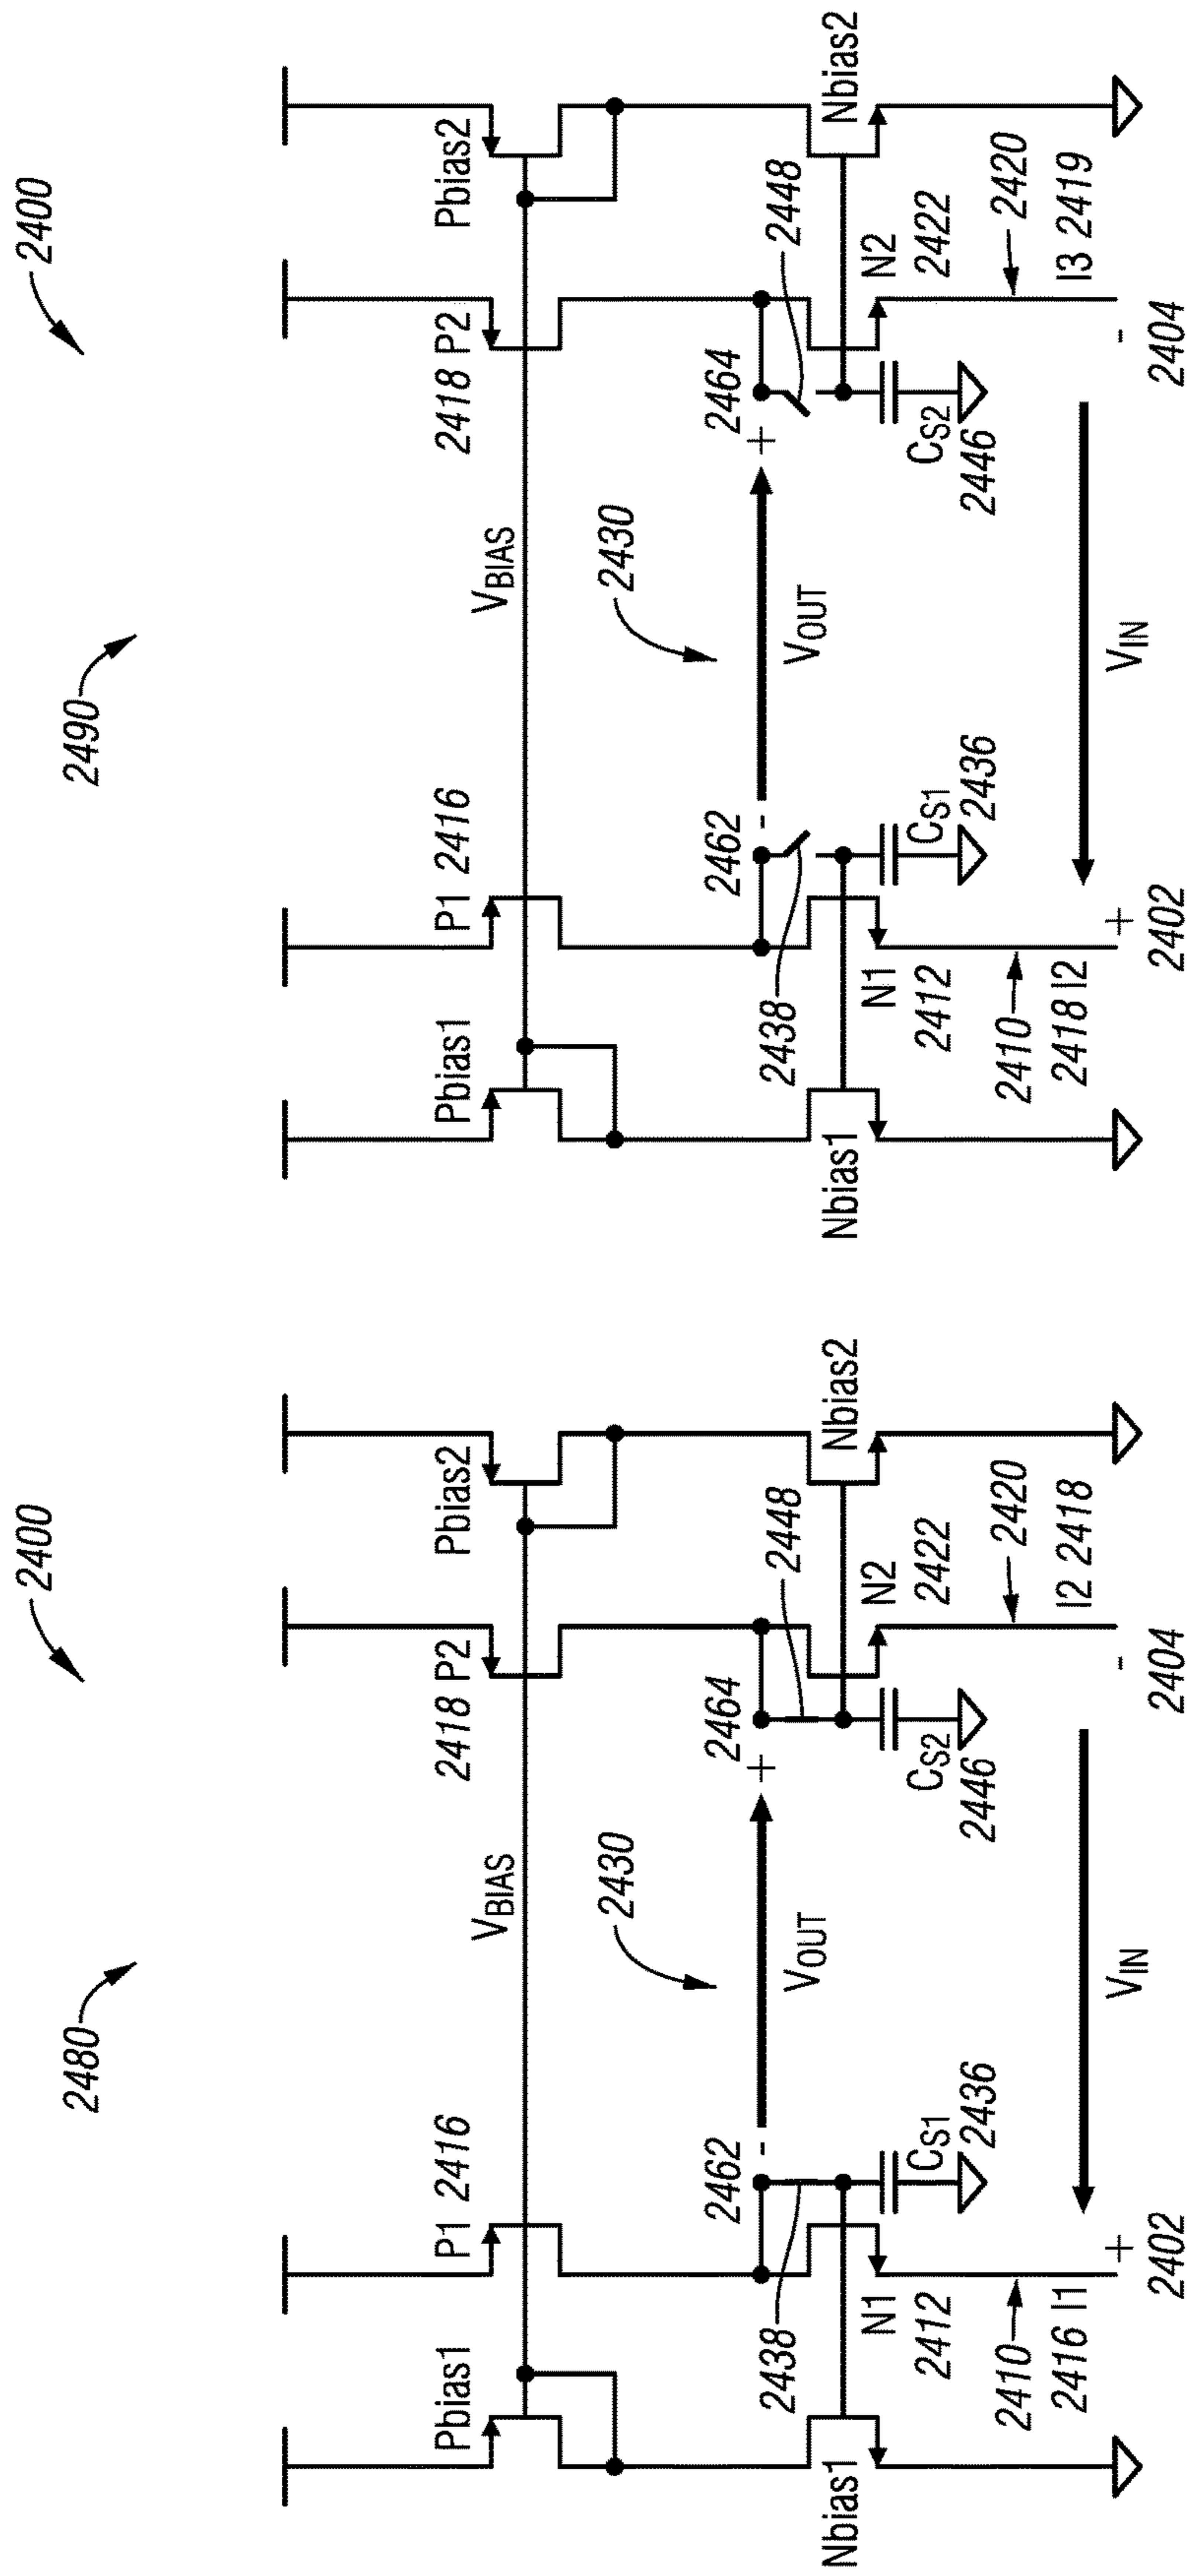 2480
2400
Pbias1
P1 2416
VBIAS
2418 P2
Pbias2
2430
2462
-
VOUT
+
2464
2438
2448
Nbias1
N1
2412
CS1
2436
CS2
2446
N2
2422
Nbias2
2410
2416 I1
+
2402
VIN
-
2404
2420
I2 2418
2490
2400
Pbias1
P1 2416
VBIAS
2418 P2
Pbias2
2430
2462
-
VOUT
+
2464
2438
2448
Nbias1
N1
2412
CS1
2436
CS2
2446
N2
2422
Nbias2
2410
2418 I2
+
2402
VIN
-
2404
2420
I3 2419